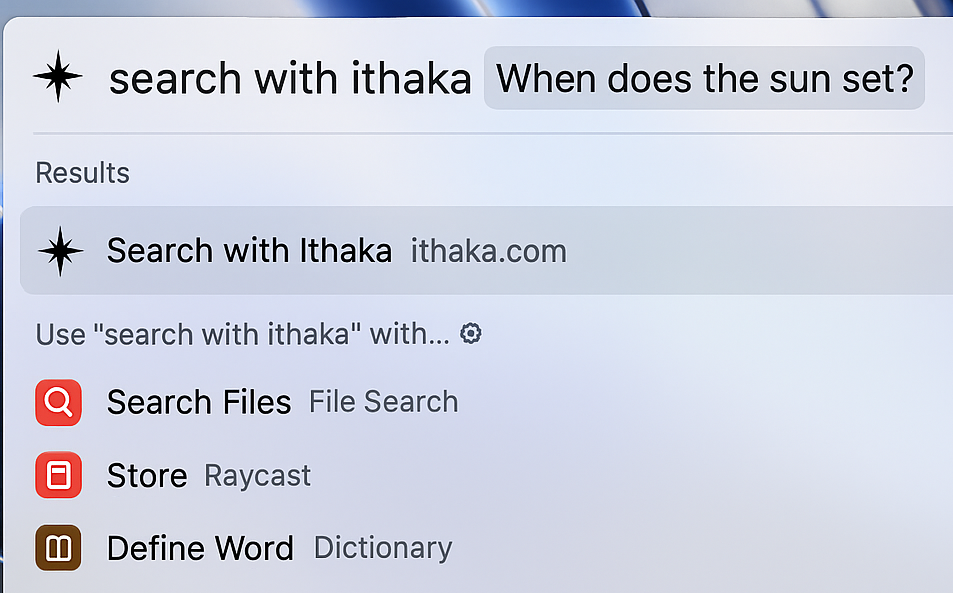 search with ithaka When does the sun set?
Results
Search with Ithaka ithaka.com
Use "search with ithaka" with...
Search Files File Search
Store Raycast
Define Word Dictionary